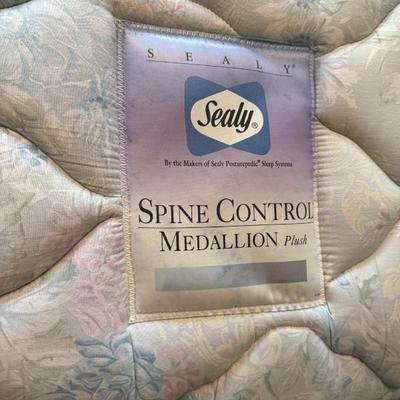 SEALY®
Sealy®
By the Makers of Sealy Posturepedic® Sleep Systems
SPINE CONTROL
MEDALLION Plush